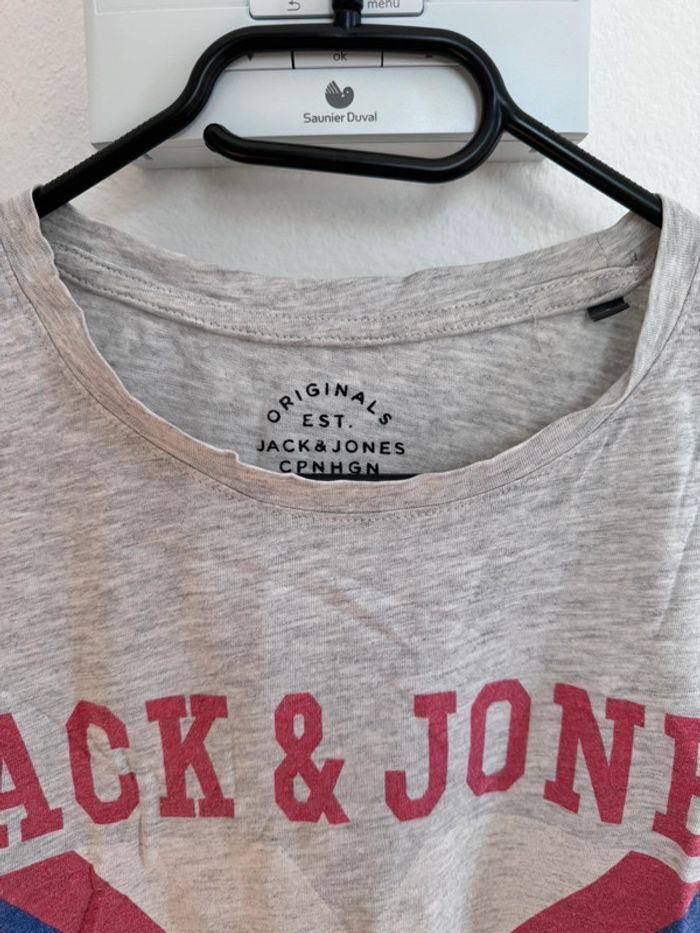 menu
ok
Saunier Duval
ORIGINALS
EST.
JACK & JONES
CPNHGN
ACK & JONE